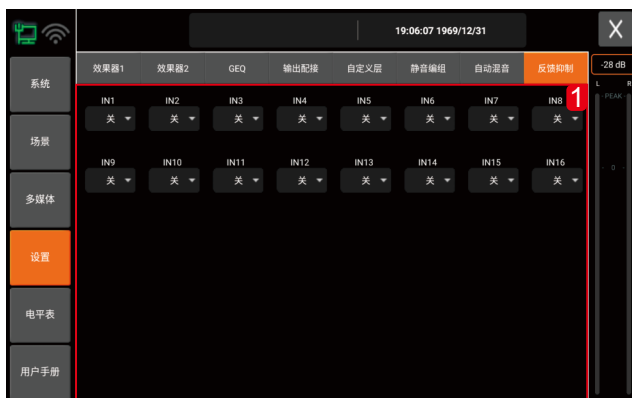 19:06:07 1969/12/31
X
系统
场景
多媒体
设置
电平表
用户手册
效果器1
效果器2
GEQ
输出配接
自定义层
静音编组
自动混音
反馈抑制
-28 dB
L R
PEAK
0
1
IN1 IN2 IN3 IN4 IN5 IN6 IN7 IN8
关 关 关 关 关 关 关 关
IN9 IN10 IN11 IN12 IN13 IN14 IN15 IN16
关 关 关 关 关 关 关 关